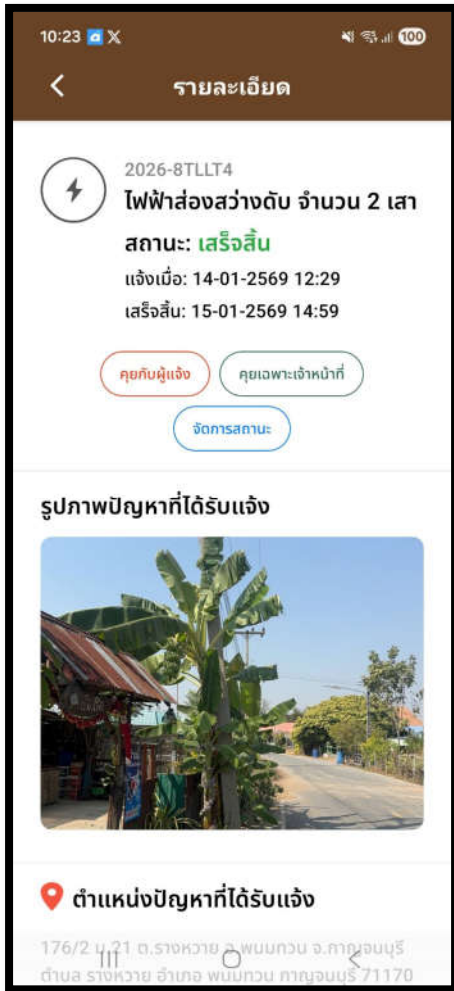 10:23
100
รายละเอียด
2026-8TLLT4
ไฟฟ้าส่องสว่างดับ จำนวน 2 เสา
สถานะ: เสร็จสิ้น
แจ้งเมื่อ: 14-01-2569 12:29
เสร็จสิ้น: 15-01-2569 14:59
คุยกับผู้แจ้ง
คุยเฉพาะเจ้าหน้าที่
จัดการสถานะ
รูปภาพปัญหาที่ได้รับแจ้ง
ตำแหน่งปัญหาที่ได้รับแจ้ง
176/2 ม.21 ต.รางหวาย อ.พนมทวน จ.กาญจนบุรี
ตำบล รางหวาย อำเภอ พนมทวน กาญจนบุรี 71170